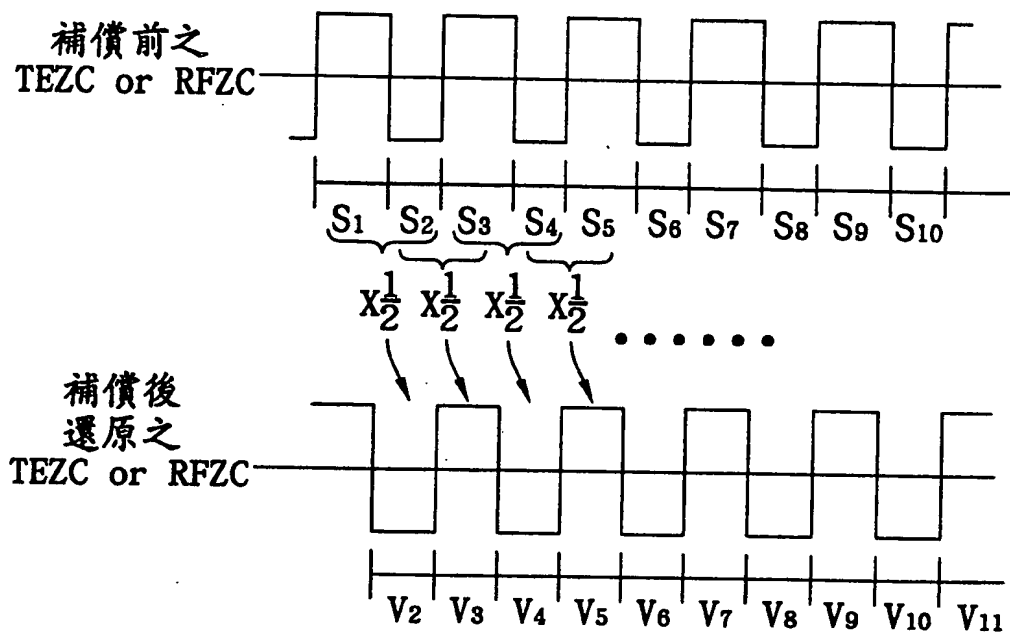 補償前之
TEZC or RFZC
S1 S2 S3 S4 S5 S6 S7 S8 S9 S10
X1/2 X1/2 X1/2 X1/2
補償後
還原之
TEZC or RFZC
V2 V3 V4 V5 V6 V7 V8 V9 V10 V11